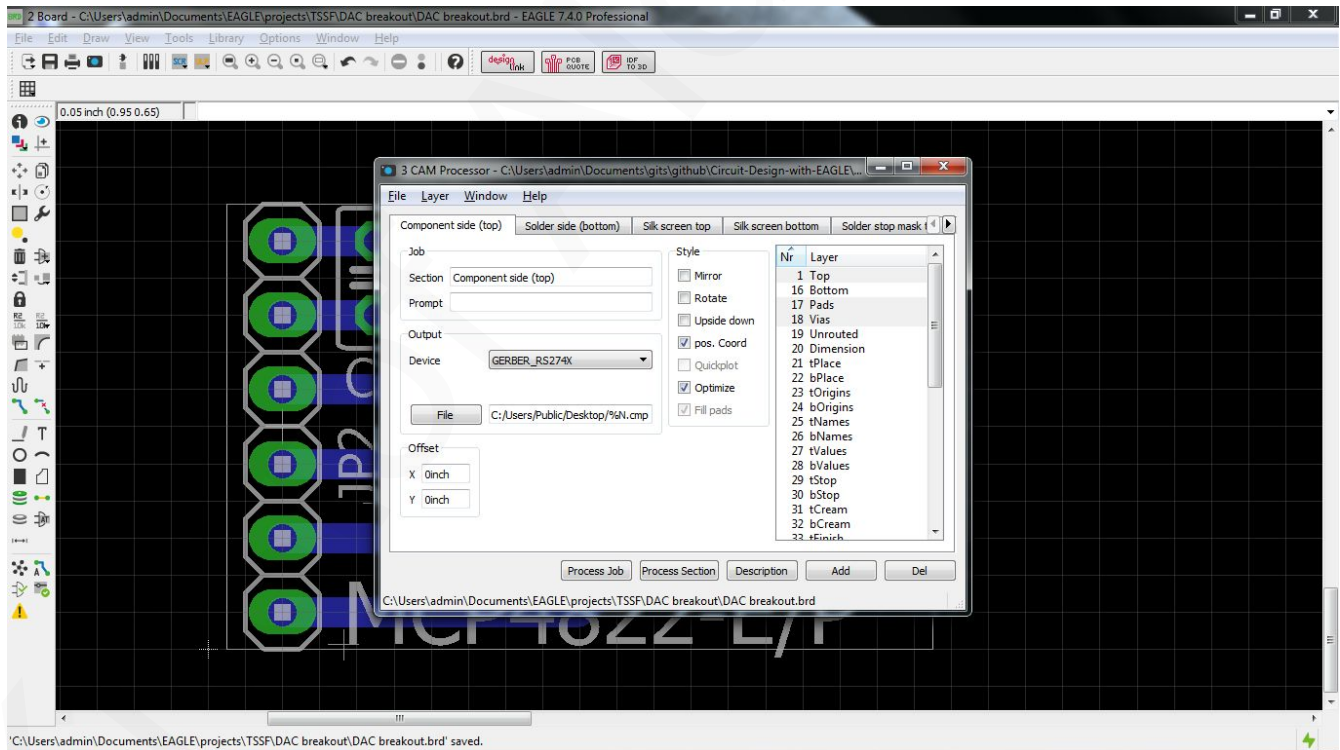 2 Board - C:\Users\admin\Documents\EAGLE\projects\TSSF\DAC breakout\DAC breakout.brd - EAGLE 7.4.0 Professional
File Edit Draw View Tools Library Options Window Help
design link PCB QUOTE IDF TO 3D
0.05 inch (0.95 0.65)
3 CAM Processor - C:\Users\admin\Documents\gits\github\Circuit-Design-with-EAGLE\...
File Layer Window Help
Component side (top) Solder side (bottom) Silk screen top Silk screen bottom Solder stop mask t
Job
Section Component side (top)
Prompt
Output
Device GERBER_RS274X
File C:/Users/Public/Desktop/%N.cmp
Offset
X 0inch
Y 0inch
Style
Mirror
Rotate
Upside down
pos. Coord
Quickplot
Optimize
Fill pads
Nr Layer
1 Top
16 Bottom
17 Pads
18 Vias
19 Unrouted
20 Dimension
21 tPlace
22 bPlace
23 tOrigins
24 bOrigins
25 tNames
26 bNames
27 tValues
28 bValues
29 tStop
30 bStop
31 tCream
32 bCream
33 tFinish
Process Job Process Section Description Add Del
C:\Users\admin\Documents\EAGLE\projects\TSSF\DAC breakout\DAC breakout.brd
JP2
MCP4822-E/P
'C:\Users\admin\Documents\EAGLE\projects\TSSF\DAC breakout\DAC breakout.brd' saved.